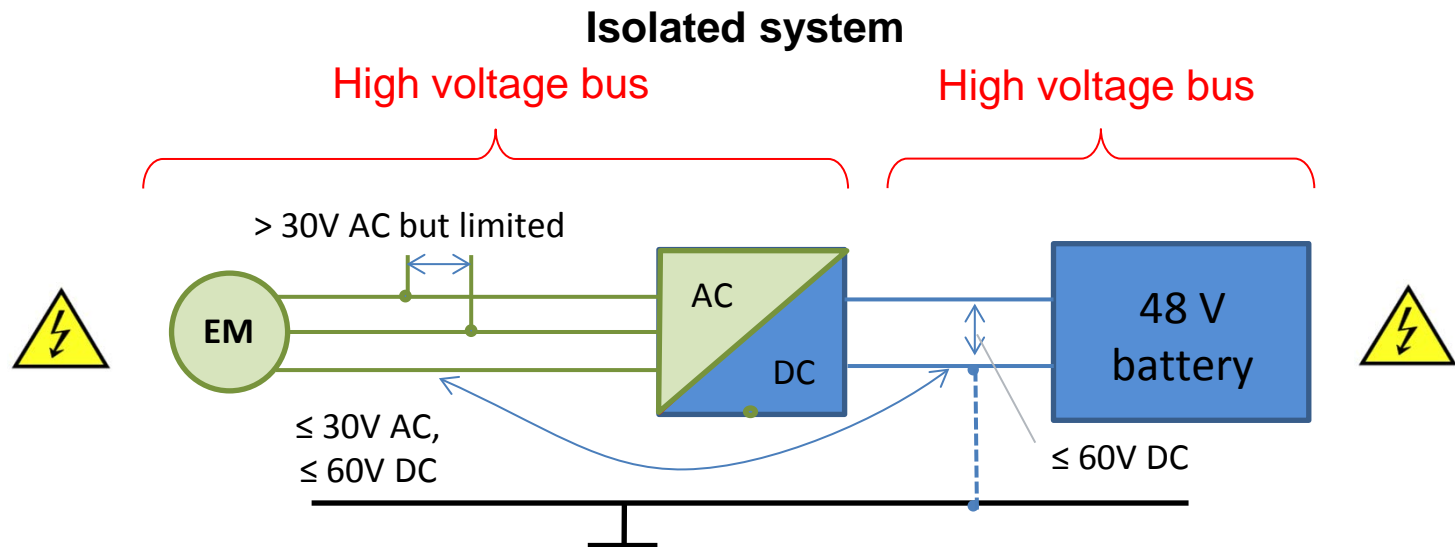 Isolated system
High voltage bus
High voltage bus
> 30V AC but limited
EM
AC
DC
48 V
battery
≤ 30V AC,
≤ 60V DC
≤ 60V DC